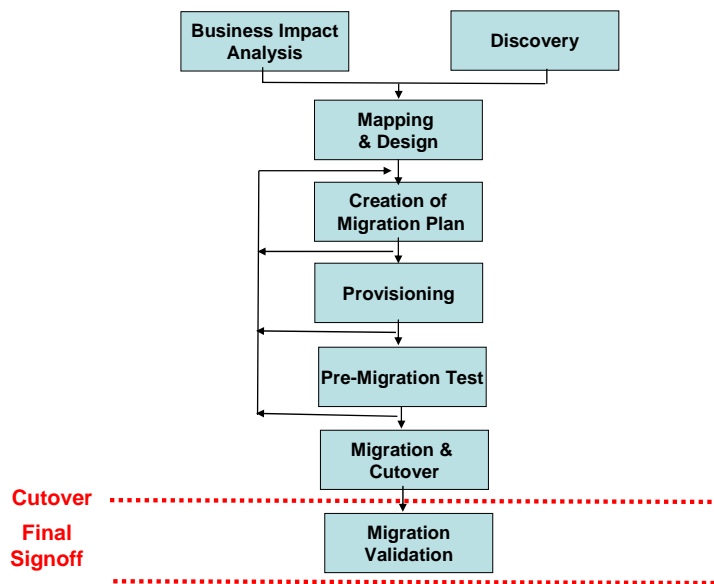 Business Impact
Analysis
Discovery
Mapping
& Design
Creation of
Migration Plan
Provisioning
Pre-Migration Test
Migration &
Cutover
Cutover
Final
Signoff
Migration
Validation